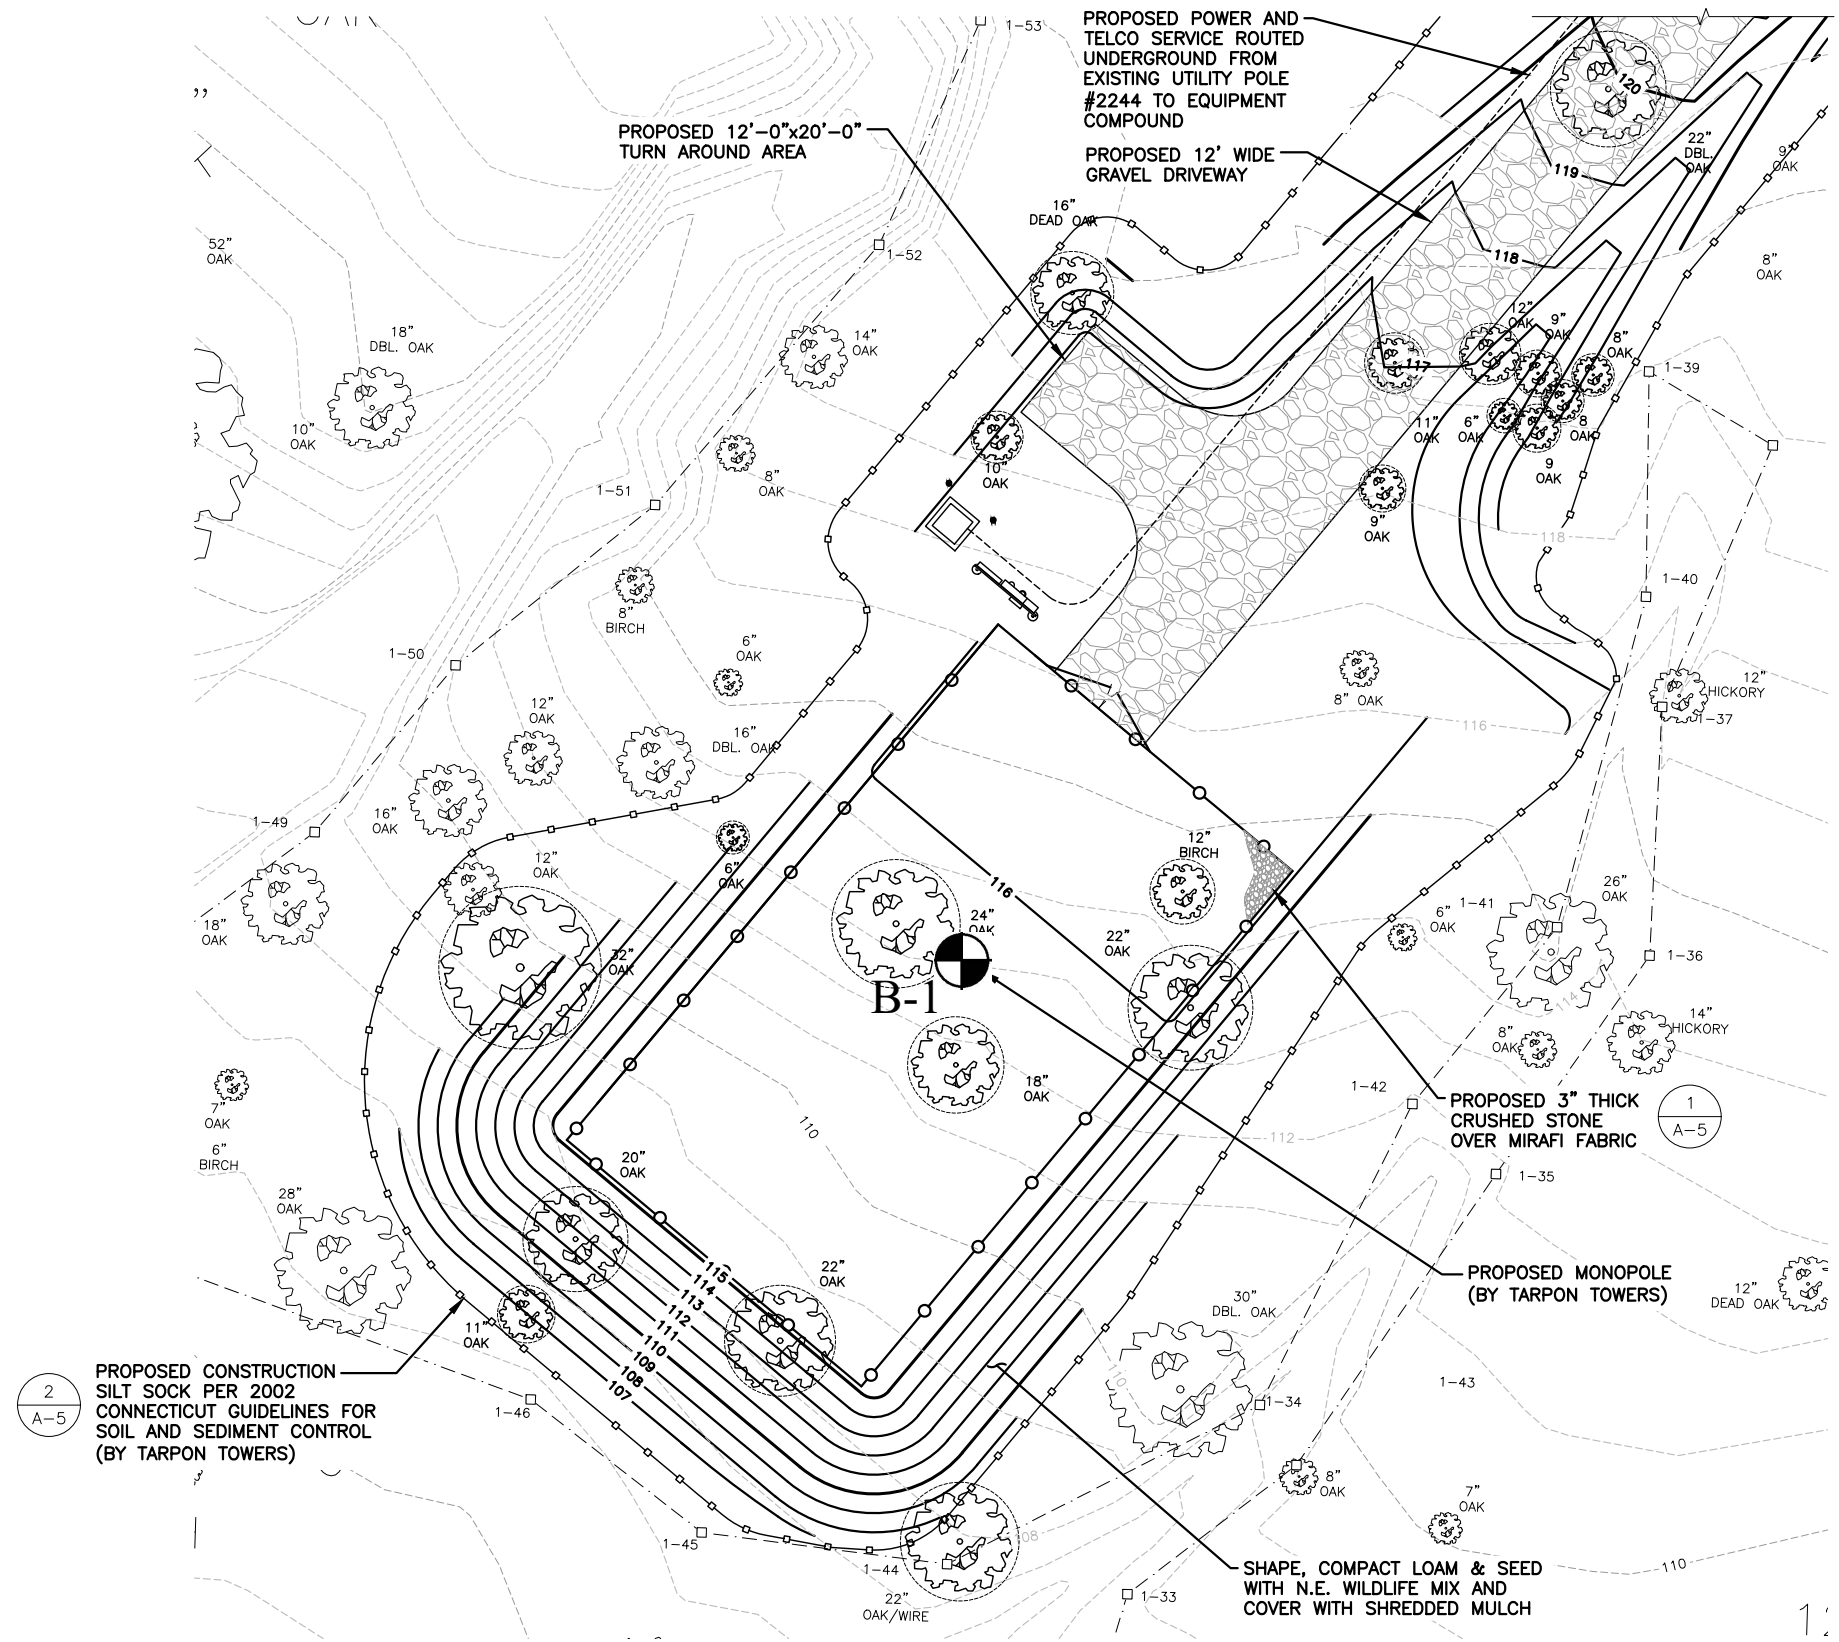 OAK
1-53
PROPOSED POWER AND
TELCO SERVICE ROUTED
UNDERGROUND FROM
EXISTING UTILITY POLE
#2244 TO EQUIPMENT
COMPOUND
PROPOSED 12'-0"x20'-0"
TURN AROUND AREA
PROPOSED 12' WIDE
GRAVEL DRIVEWAY
120
22"
DBL.
OAK
9"
OAK
119
16"
DEAD OAK
52"
OAK
1-52
118
8"
OAK
18"
DBL. OAK
14"
OAK
12"
OAK
9"
OAK
8"
OAK
117
1-39
10"
OAK
11"
OAK
6"
OAK
8
OAK
9
OAK
8"
OAK
10"
OAK
1-51
9"
OAK
118
1-40
8"
BIRCH
6"
OAK
1-50
8" OAK
12"
HICKORY
1-37
12"
OAK
16"
DBL. OAK
116
16"
OAK
1-49
12"
OAK
6"
OAK
12"
BIRCH
116
24"
OAK
26"
OAK
6"
OAK
1-41
18"
OAK
32"
OAK
22"
OAK
1-36
B-1
114
14"
HICKORY
8"
OAK
7"
OAK
18"
OAK
1-42
PROPOSED 3" THICK
CRUSHED STONE
OVER MIRAFI FABRIC
1
A-5
110
112
6"
BIRCH
20"
OAK
1-35
28"
OAK
22"
OAK
PROPOSED MONOPOLE
(BY TARPON TOWERS)
12"
DEAD OAK
115
114
113
112
111
110
109
108
107
30"
DBL. OAK
11"
OAK
110
1-43
2
A-5
PROPOSED CONSTRUCTION
SILT SOCK PER 2002
CONNECTICUT GUIDELINES FOR
SOIL AND SEDIMENT CONTROL
(BY TARPON TOWERS)
1-46
1-34
8"
OAK
7"
OAK
1-45
108
1-44
110
22"
OAK/WIRE
1-33
SHAPE, COMPACT LOAM & SEED
WITH N.E. WILDLIFE MIX AND
COVER WITH SHREDDED MULCH